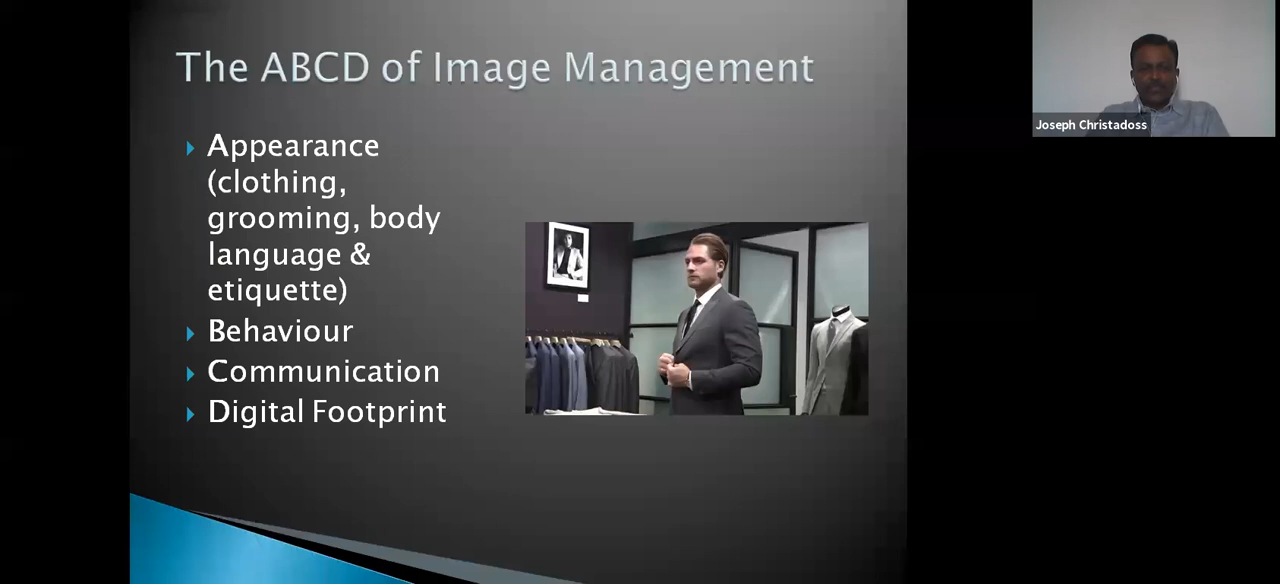 The ABCD of Image Management
Appearance
(clothing,
grooming, body
language &
etiquette)
Behaviour
Communication
Digital Footprint
Joseph Christadoss